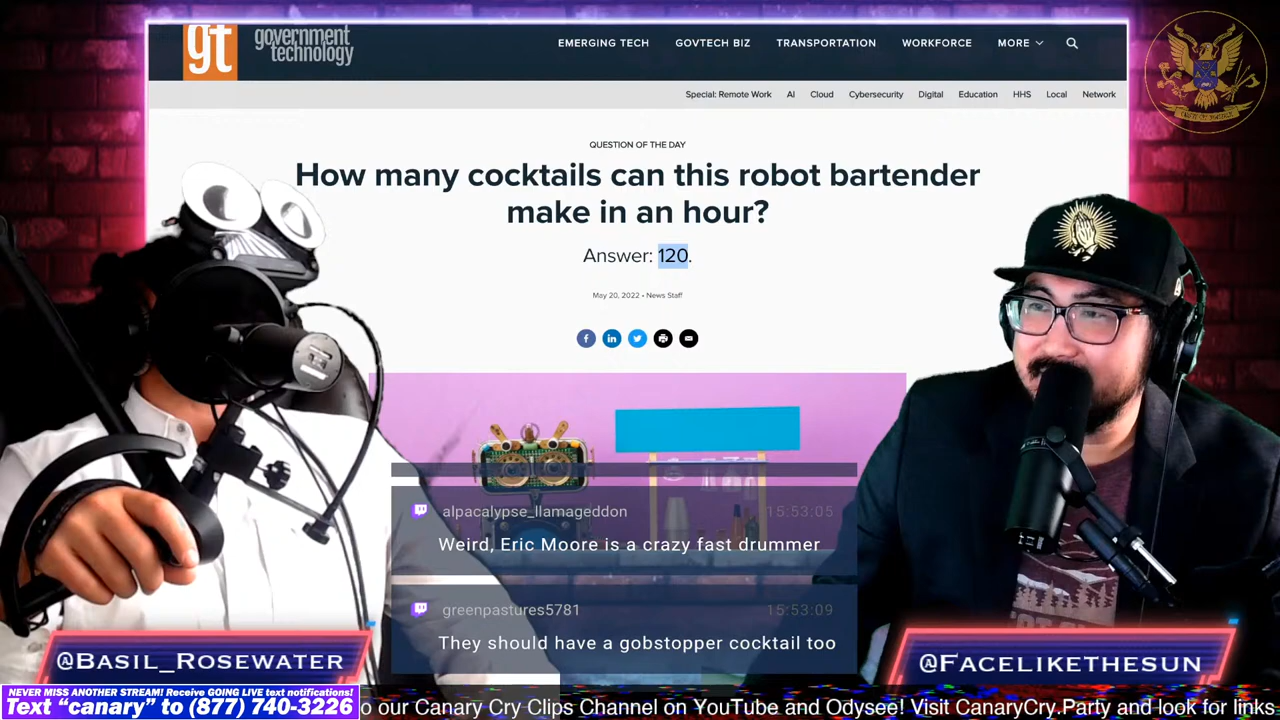 gt government
technology
EMERGING TECH GOVTECH BIZ TRANSPORTATION WORKFORCE MORE
Special: Remote Work AI Cloud Cybersecurity Digital Education HHS Local Network
QUESTION OF THE DAY
How many cocktails can this robot bartender
make in an hour?
Answer: 120.
May 20, 2022 • News Staff
alpacalypse_llamageddon 15:53:05
Weird, Eric Moore is a crazy fast drummer
greenpastures5781 15:53:09
They should have a gobstopper cocktail too
@BASIL_ROSEWATER
@FACELIKETHESUN
NEVER MISS ANOTHER STREAM! Receive GOING LIVE text notifications!
Text “canary” to (877) 740-3226
o our Canary Cry Clips Channel on YouTube and Odysee! Visit CanaryCry.Party and look for links